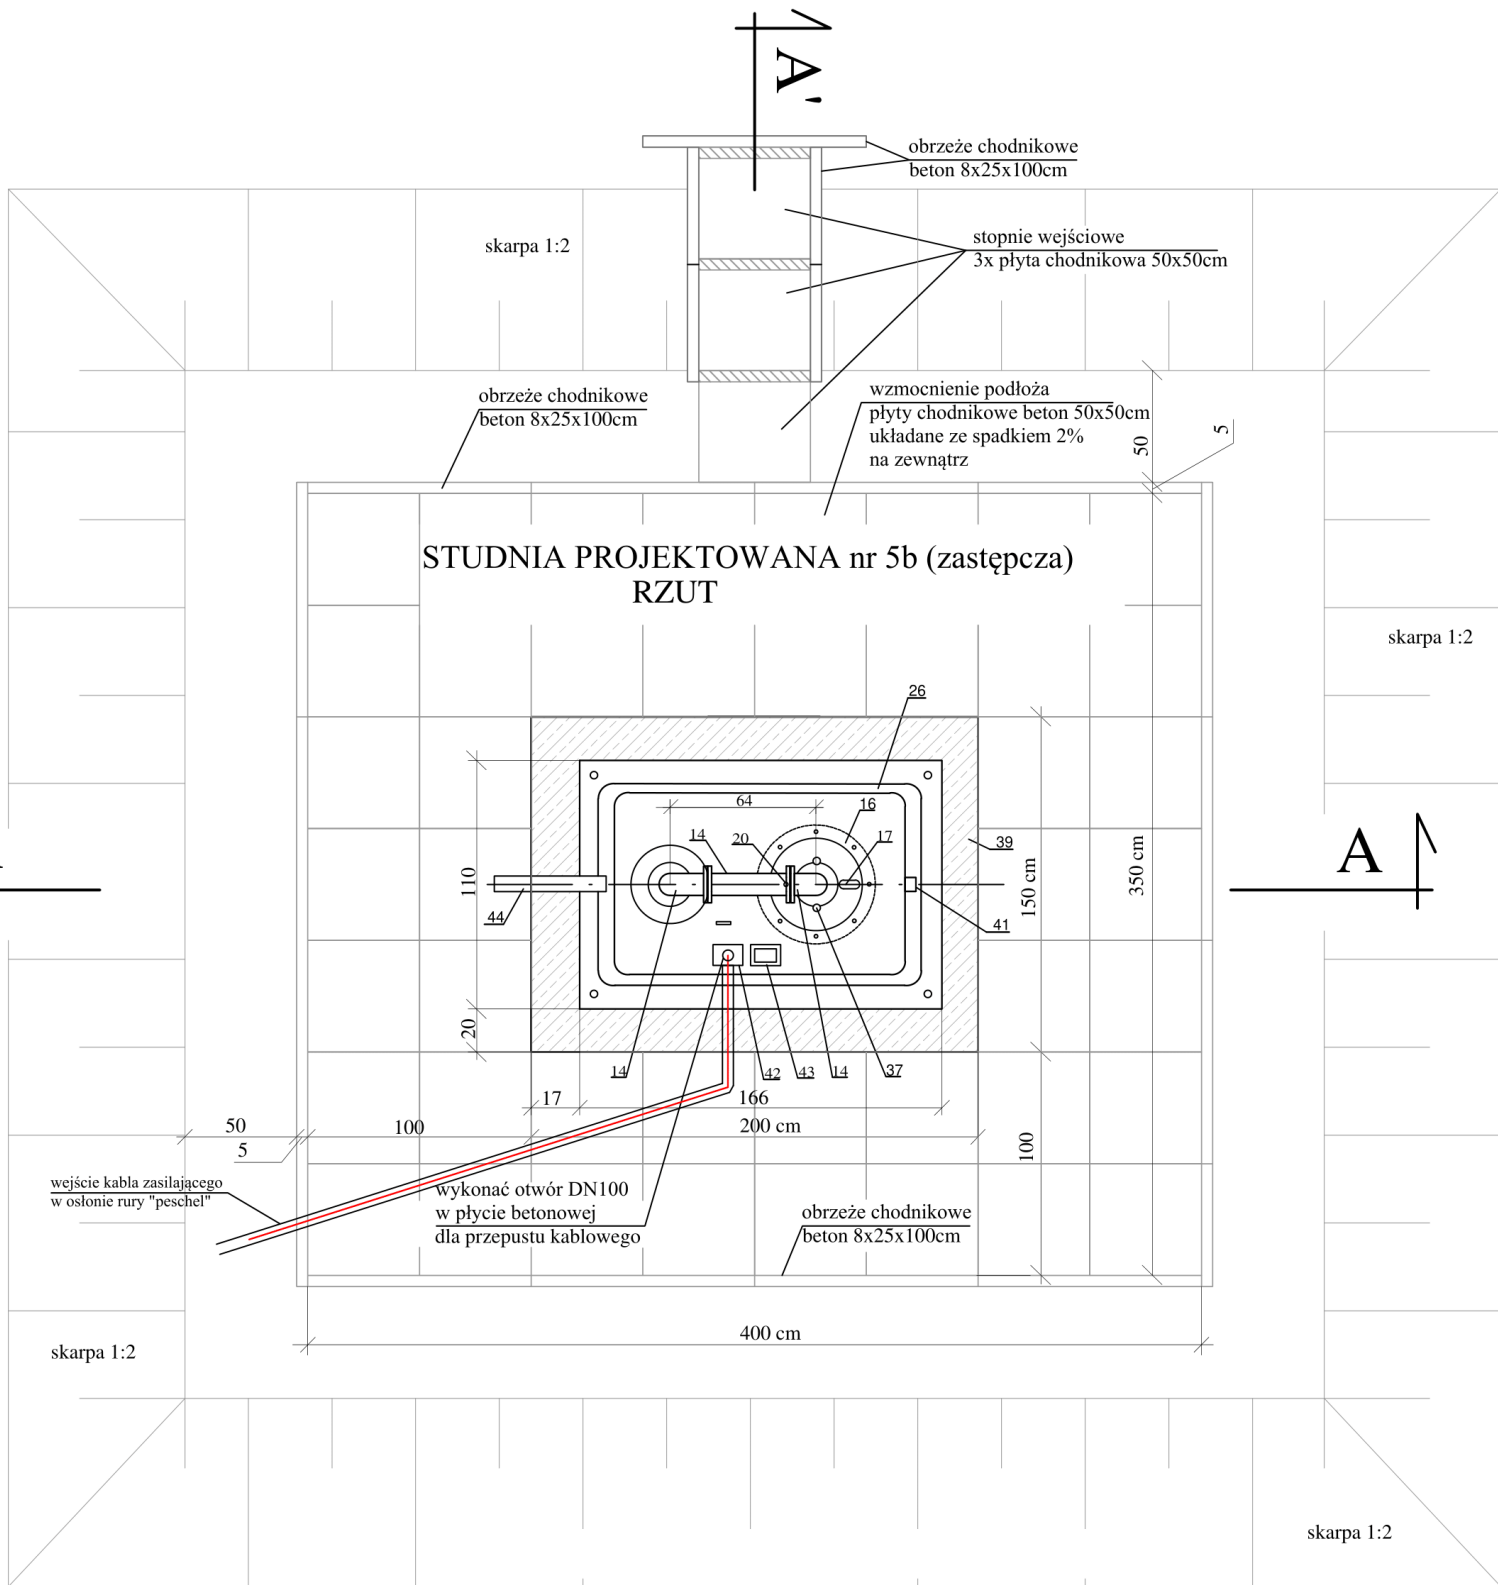 A'
obrzeże chodnikowe
beton 8x25x100cm
skarpa 1:2
stopnie wejściowe
3x płyta chodnikowa 50x50cm
obrzeże chodnikowe
beton 8x25x100cm
wzmocnienie podłoża
płyty chodnikowe beton 50x50cm
układane ze spadkiem 2%
na zewnątrz
50
5
STUDNIA PROJEKTOWANA nr 5b (zastępcza)
RZUT
skarpa 1:2
26
64
16
14
20
17
39
A
110
150 cm
350 cm
44
41
20
14
42
43
14
37
17
166
50
100
200 cm
5
100
wejście kabla zasilającego
w osłonie rury "peschel"
wykonać otwór DN100
w płycie betonowej
dla przepustu kablowego
obrzeże chodnikowe
beton 8x25x100cm
400 cm
skarpa 1:2
skarpa 1:2